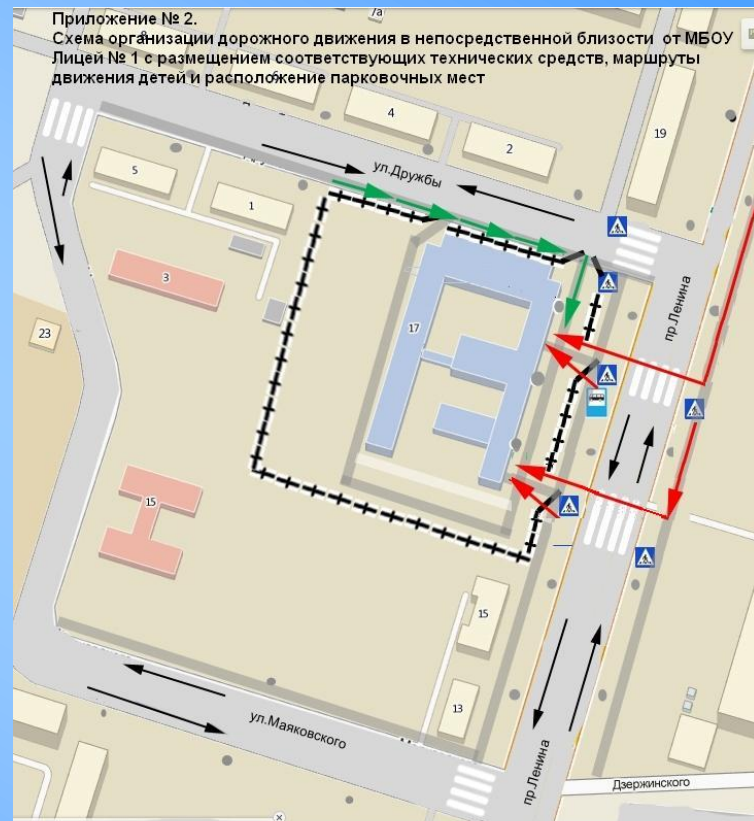 7а
Приложение № 2.
Схема организации дорожного движения в непосредственной близости от МБОУ
Лицей № 1 с размещением соответствующих технических средств, маршруты
движения детей и расположение парковочных мест
4
2
19
ул.Дружбы
5
1
3
17
пр.Ленина
23
15
15
13
ул.Маяковского
пр.Ленина
Дзержинского